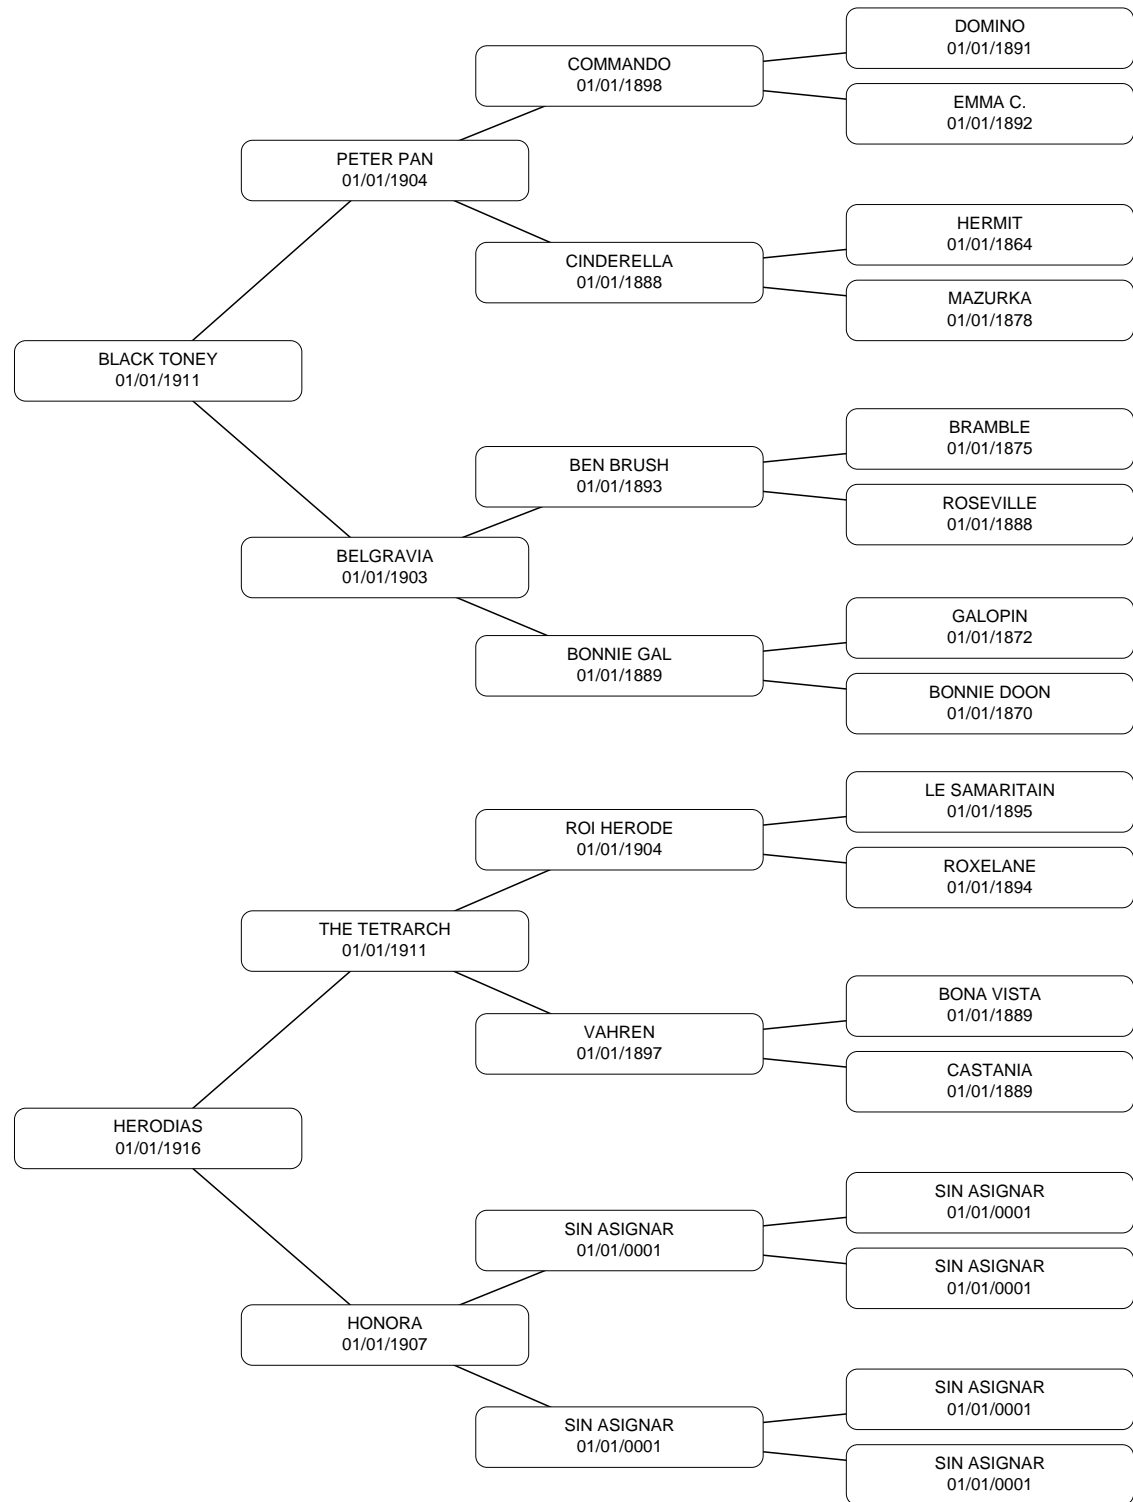 DOMINO
01/01/1891
COMMANDO
01/01/1898
EMMA C.
01/01/1892
PETER PAN
01/01/1904
HERMIT
01/01/1864
CINDERELLA
01/01/1888
MAZURKA
01/01/1878
BLACK TONEY
01/01/1911
BRAMBLE
01/01/1875
BEN BRUSH
01/01/1893
ROSEVILLE
01/01/1888
BELGRAVIA
01/01/1903
GALOPIN
01/01/1872
BONNIE GAL
01/01/1889
BONNIE DOON
01/01/1870
LE SAMARITAIN
01/01/1895
ROI HERODE
01/01/1904
ROXELANE
01/01/1894
THE TETRARCH
01/01/1911
BONA VISTA
01/01/1889
VAHREN
01/01/1897
CASTANIA
01/01/1889
HERODIAS
01/01/1916
SIN ASIGNAR
01/01/0001
SIN ASIGNAR
01/01/0001
SIN ASIGNAR
01/01/0001
HONORA
01/01/1907
SIN ASIGNAR
01/01/0001
SIN ASIGNAR
01/01/0001
SIN ASIGNAR
01/01/0001